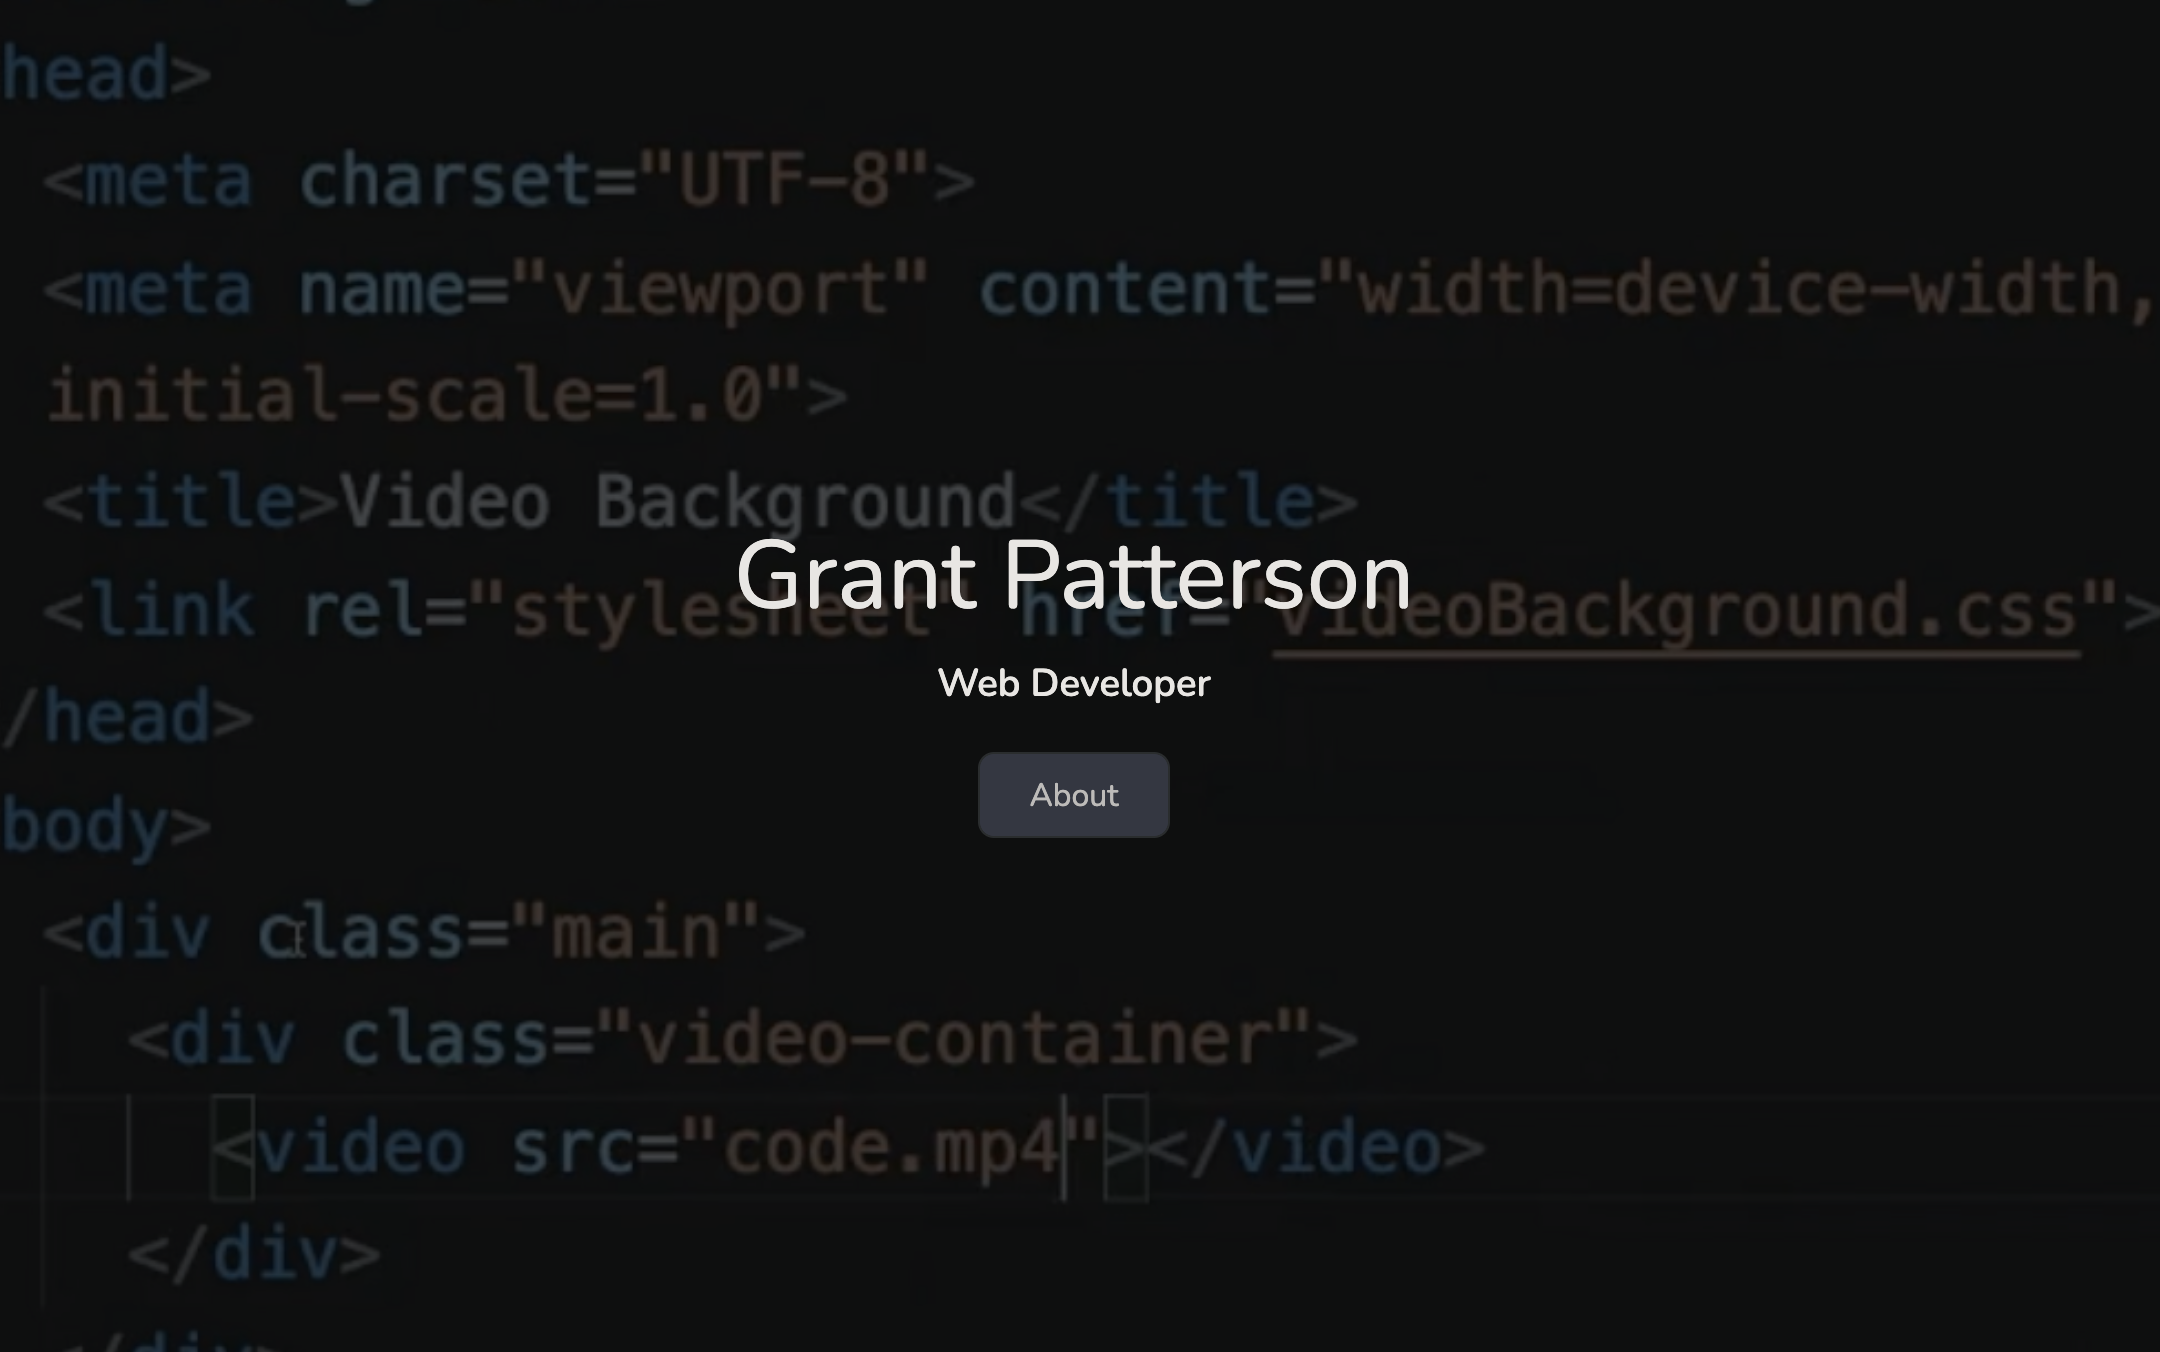 head>
<meta charset="UTF-8">
<meta name="viewport" content="width=device-width,
initial-scale=1.0">
<title>Video Background</title>
Grant Patterson
<link rel="stylesheet" href="videoBackground.css">
Web Developer
/head>
About
body>
<div class="main">
<div class="video-container">
<video src="code.mp4"></video>
</div>
</div>